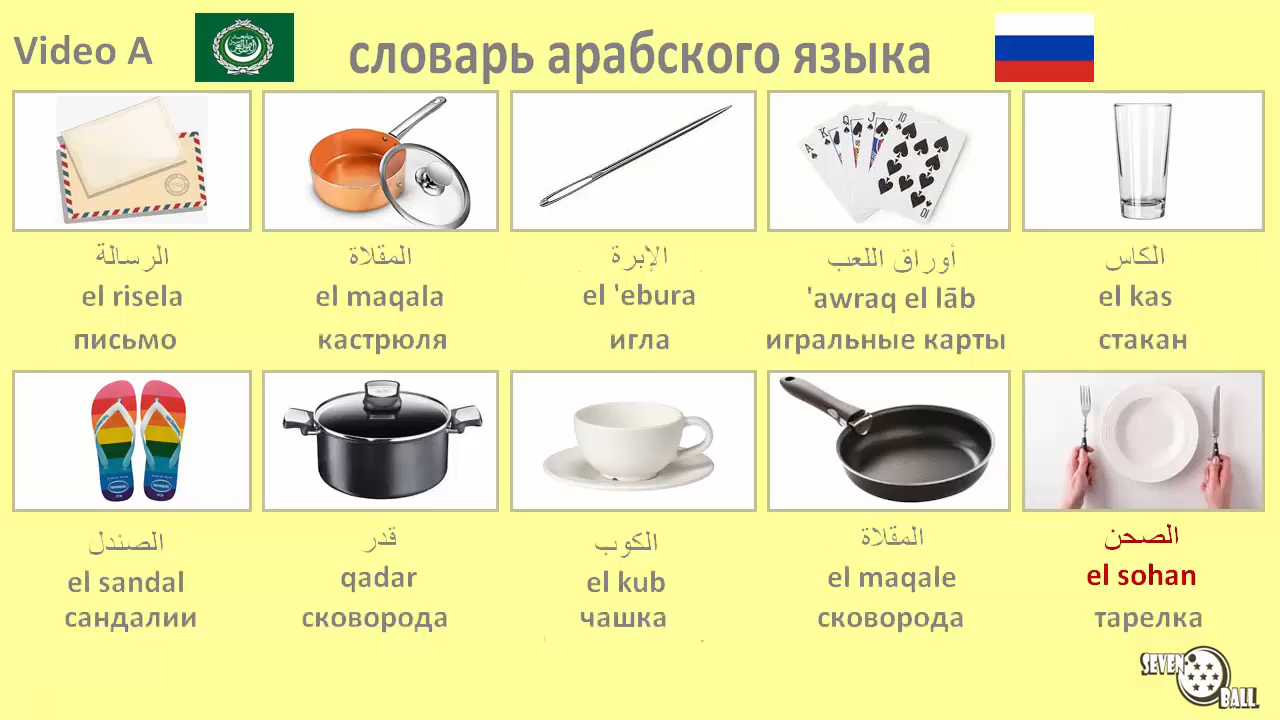 Video A
словарь арабского языка
الرسالة
el risela
письмо
المقلاة
el maqala
кастрюля
الإبرة
el 'ebura
игла
أوراق اللعب
'awraq el lāb
игральные карты
الكاس
el kas
стакан
الصندل
el sandal
сандалии
قدر
qadar
сковорода
الكوب
el kub
чашка
المقلاة
el maqale
сковорода
الصحن
el sohan
тарелка
SEVEN
BALL